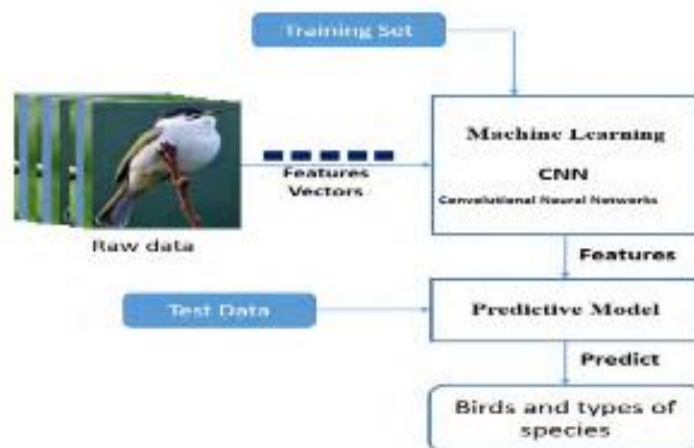 Training Set
Machine Learning
CNN
Convolutional Neural Networks
Features
Vectors
Raw data
Features
Test Data
Predictive Model
Predict
Birds and types of
species